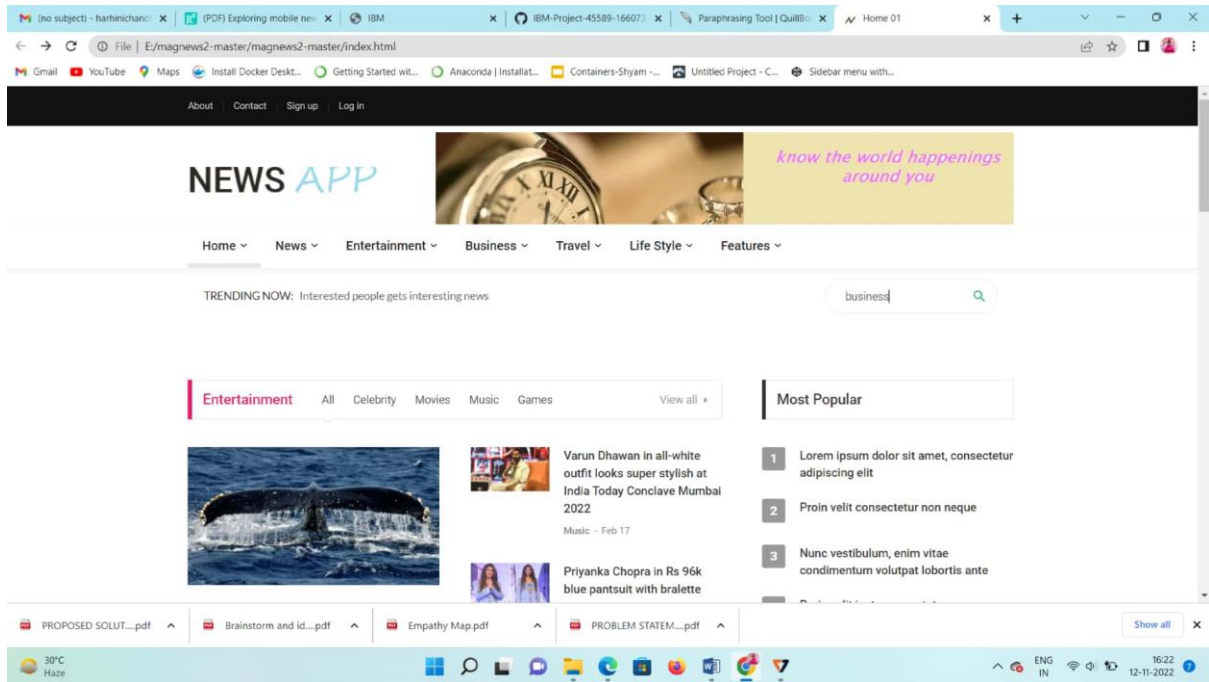 (no subject) - harhinichand
(PDF) Exploring mobile new
IBM
IBM-Project-45589-16607
Paraphrasing Tool | QuillBo
Home 01
File | E:/magnews2-master/magnews2-master/index.html
Gmail YouTube Maps Install Docker Deskt... Getting Started wit... Anaconda | Installat... Containers-Shyam -... Untitled Project - C... Sidebar menu with...
About Contact Sign up Log in
NEWS APP
know the world happenings
around you
Home News Entertainment Business Travel Life Style Features
TRENDING NOW: Interested people gets interesting news
business
Entertainment All Celebrity Movies Music Games View all
Most Popular
Varun Dhawan in all-white
outfit looks super stylish at
India Today Conclave Mumbai
2022
Music - Feb 17
Priyanka Chopra in Rs 96k
blue pantsuit with bralette
1 Lorem ipsum dolor sit amet, consectetur
adipiscing elit
2 Proin velit consectetur non neque
3 Nunc vestibulum, enim vitae
condimentum volutpat lobortis ante
PROPOSED SOLUT....pdf Brainstorm and id....pdf Empathy Map.pdf PROBLEM STATEM....pdf Show all
30°C
Haze
ENG
IN
16:22
12-11-2022